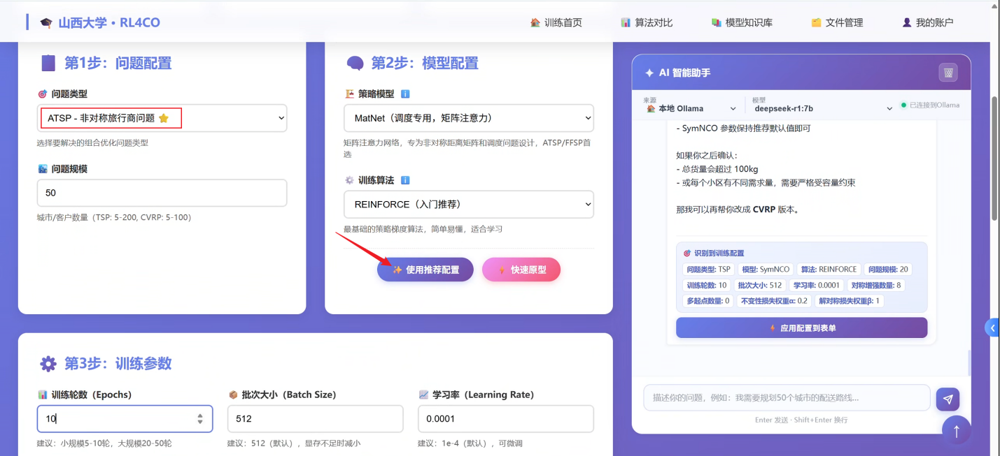 山西大学 • RL4CO
训练首页
算法对比
模型知识库
文件管理
我的账户
第1步：问题配置
问题类型
ATSP - 非对称旅行商问题
选择要解决的组合优化问题类型
问题规模
50
城市/客户数量（TSP: 5-200, CVRP: 5-100）
第2步：模型配置
策略模型
MatNet（调度专用，矩阵注意力）
矩阵注意力网络，专为非对称距离矩阵和调度问题设计，ATSP/FFSP首
选
训练算法
REINFORCE（入门推荐）
最基础的策略梯度算法，简单易懂，适合学习
使用推荐配置
快速原型
第3步：训练参数
训练轮数（Epochs）
10
建议：小规模5-10轮，大规模20-50轮
批次大小（Batch Size）
512
建议：512（默认），显存不足时减小
学习率（Learning Rate）
0.0001
建议：1e-4（默认），可微调
AI 智能助手
来源
本地 Ollama
模型
deepseek-r1:7b
已连接到Ollama
- SymNCO 参数保持推荐默认值即可
如果你之后确认：
- 总货量会超过 100kg
- 或每个小区有不同需求量，需要严格受容量约束
那我可以再帮你改成 CVRP 版本。
识别到训练配置
问题类型: TSP 模型: SymNCO 算法: REINFORCE 问题规模: 20
训练轮数: 10 批次大小: 512 学习率: 0.0001 对称增强数量: 8
多起点数量: 0 不变性损失权重α: 0.2 解对称损失权重β: 1
应用配置到表单
描述你的问题，例如：我需要规划50个城市的配送路线...
Enter 发送 · Shift+Enter 换行